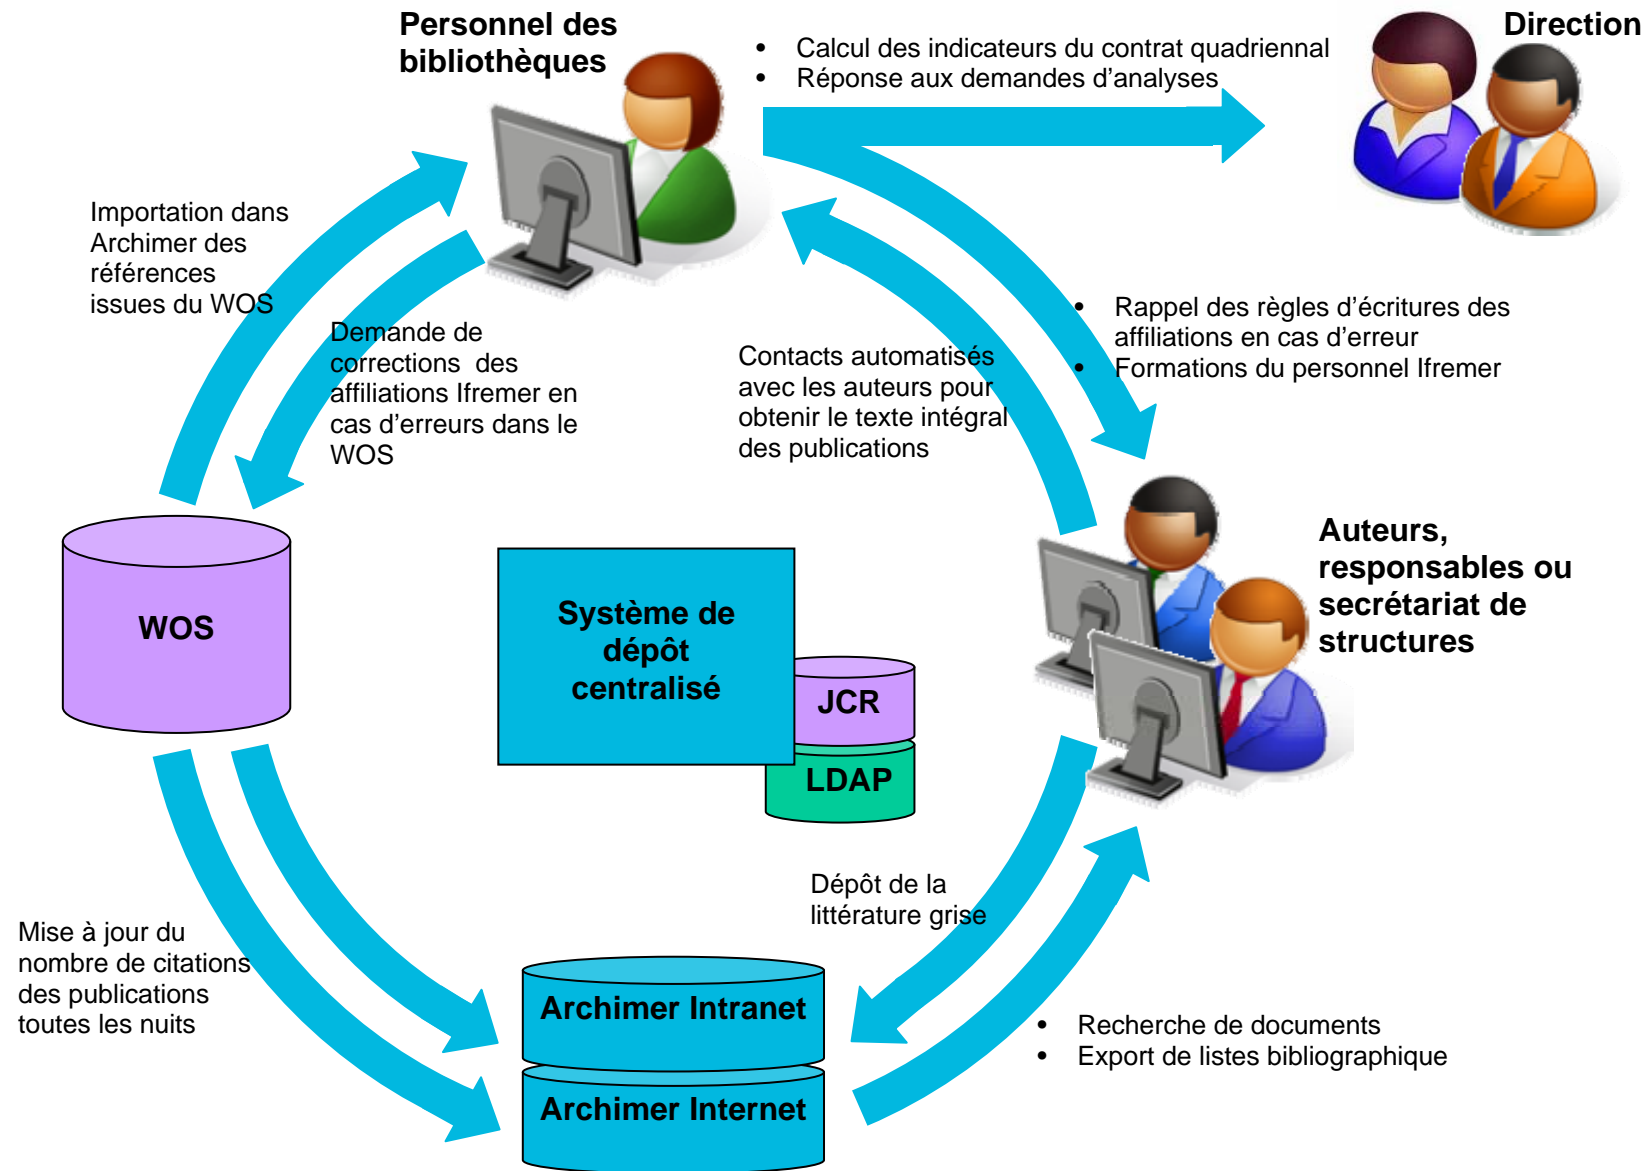 Personnel des
bibliothèques
• Calcul des indicateurs du contrat quadriennal
• Réponse aux demandes d'analyses
Direction
Importation dans
Archimer des
références
issues du WOS
Demande de
corrections des
affiliations Ifremer en
cas d'erreurs dans le
WOS
Contacts automatisés
avec les auteurs pour
obtenir le texte intégral
des publications
• Rappel des règles d'écritures des
affiliations en cas d'erreur
• Formations du personnel Ifremer
WOS
Système de
dépôt
centralisé
JCR
LDAP
Auteurs,
responsables ou
secrétariat de
structures
Mise à jour du
nombre de citations
des publications
toutes les nuits
Dépôt de la
littérature grise
Archimer Intranet
Archimer Internet
• Recherche de documents
• Export de listes bibliographique